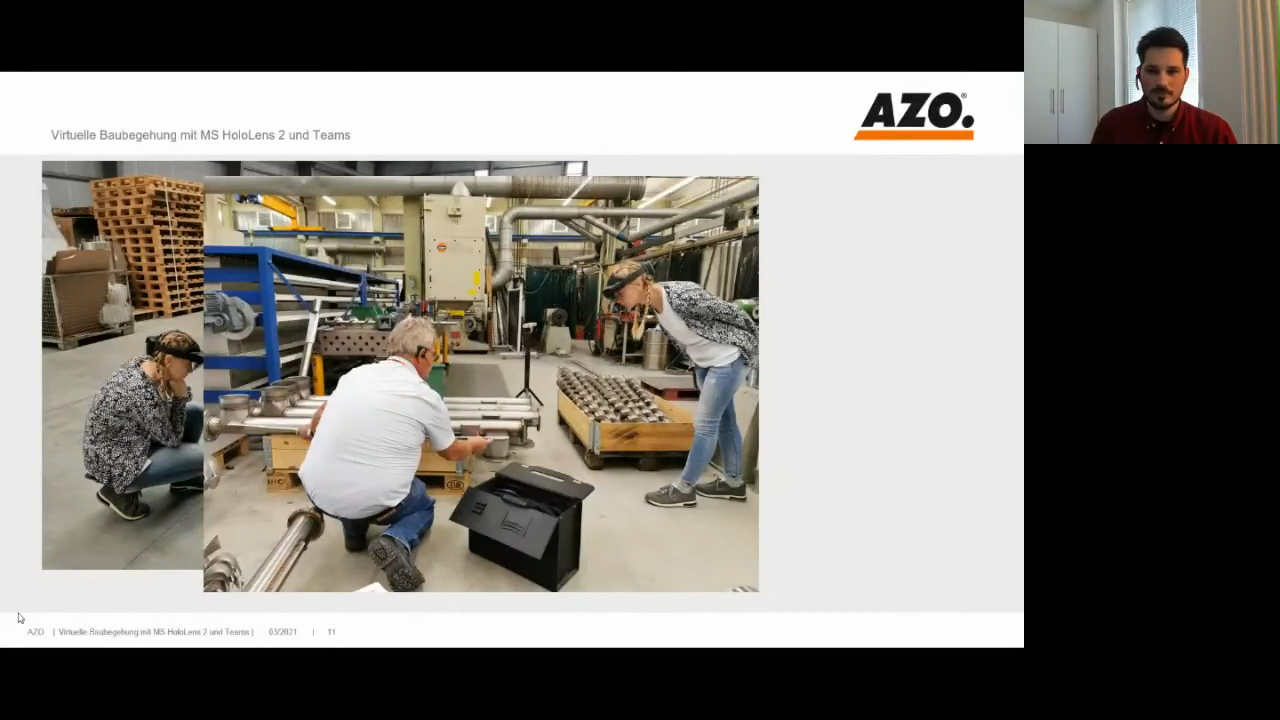 AZO.®
Virtuelle Baubegehung mit MS HoloLens 2 und Teams
AZO | Virtuelle Baubegehung mit MS HoloLens 2 und Teams | 03/2021 | 11